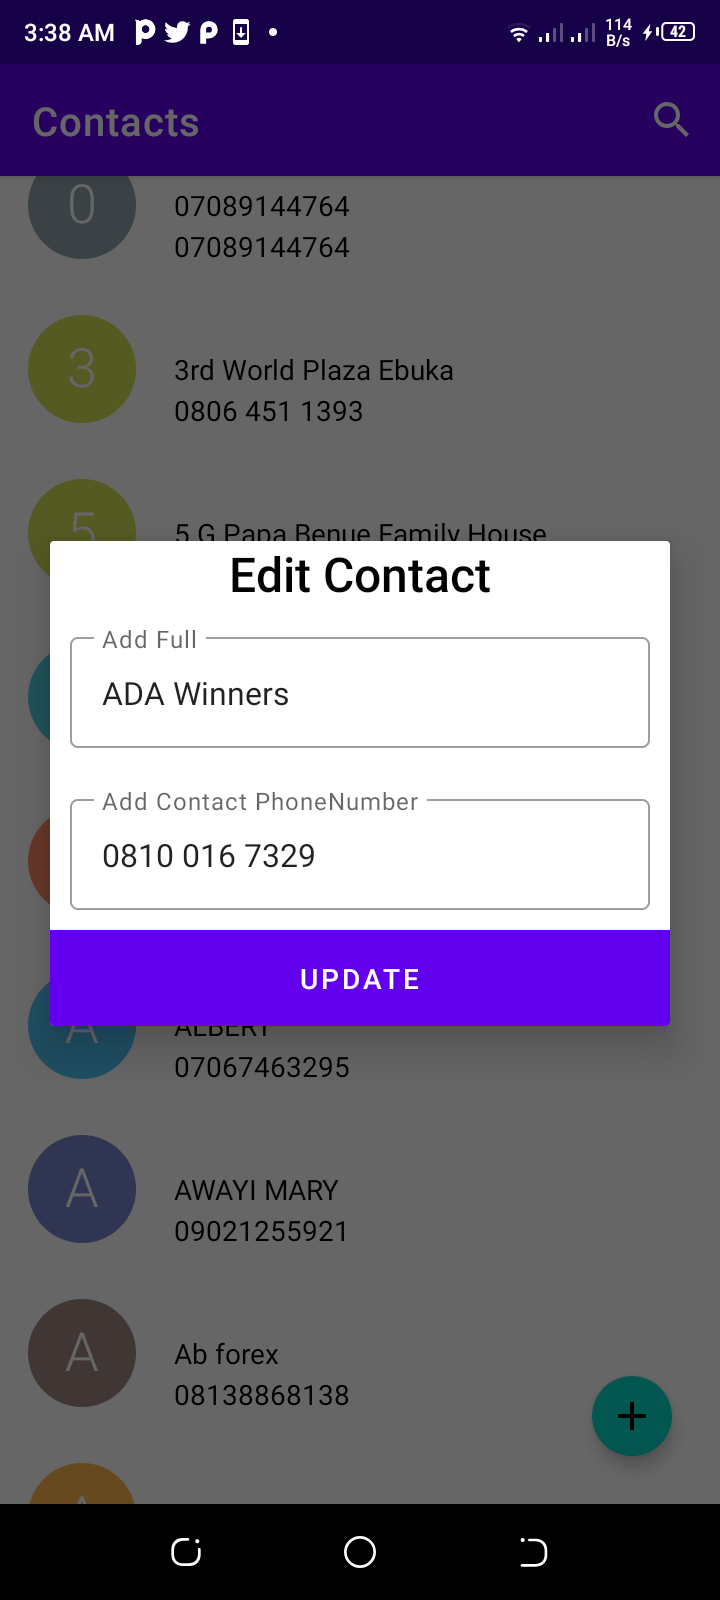 3:38 AM
114
B/s
42
Contacts
0
07089144764
07089144764
3
3rd World Plaza Ebuka
0806 451 1393
5
5 G Papa Benue Family House
Edit Contact
Add Full
ADA Winners
Add Contact PhoneNumber
0810 016 7329
UPDATE
A
ALBERT
07067463295
A
AWAYI MARY
09021255921
A
Ab forex
08138868138
+